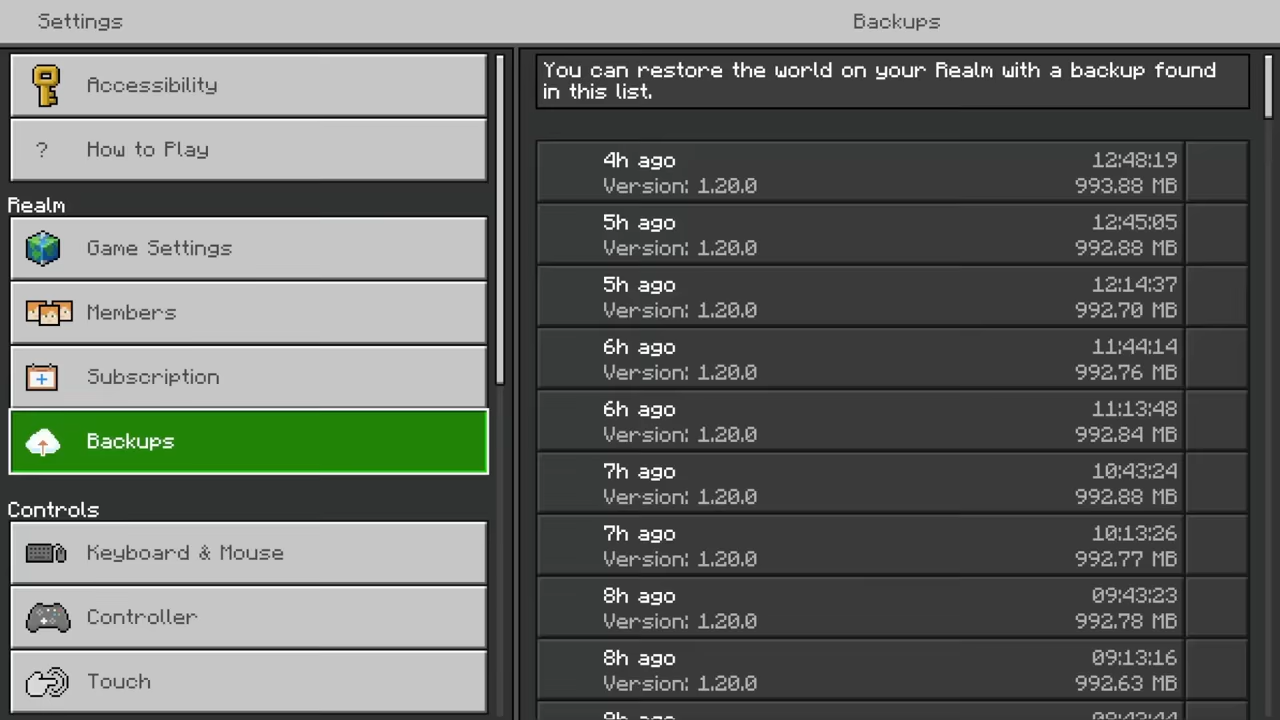 Settings
Backups
Accessibility
? How to Play
Realm
Game Settings
Members
Subscription
Backups
Controls
Keyboard & Mouse
Controller
Touch
You can restore the world on your Realm with a backup found
in this list.
4h ago 12:48:19
Version: 1.20.0 993.88 MB
5h ago 12:45:05
Version: 1.20.0 992.88 MB
5h ago 12:14:37
Version: 1.20.0 992.70 MB
6h ago 11:44:14
Version: 1.20.0 992.76 MB
6h ago 11:13:48
Version: 1.20.0 992.84 MB
7h ago 10:43:24
Version: 1.20.0 992.88 MB
7h ago 10:13:26
Version: 1.20.0 992.77 MB
8h ago 09:43:23
Version: 1.20.0 992.78 MB
8h ago 09:13:16
Version: 1.20.0 992.63 MB
9h ago